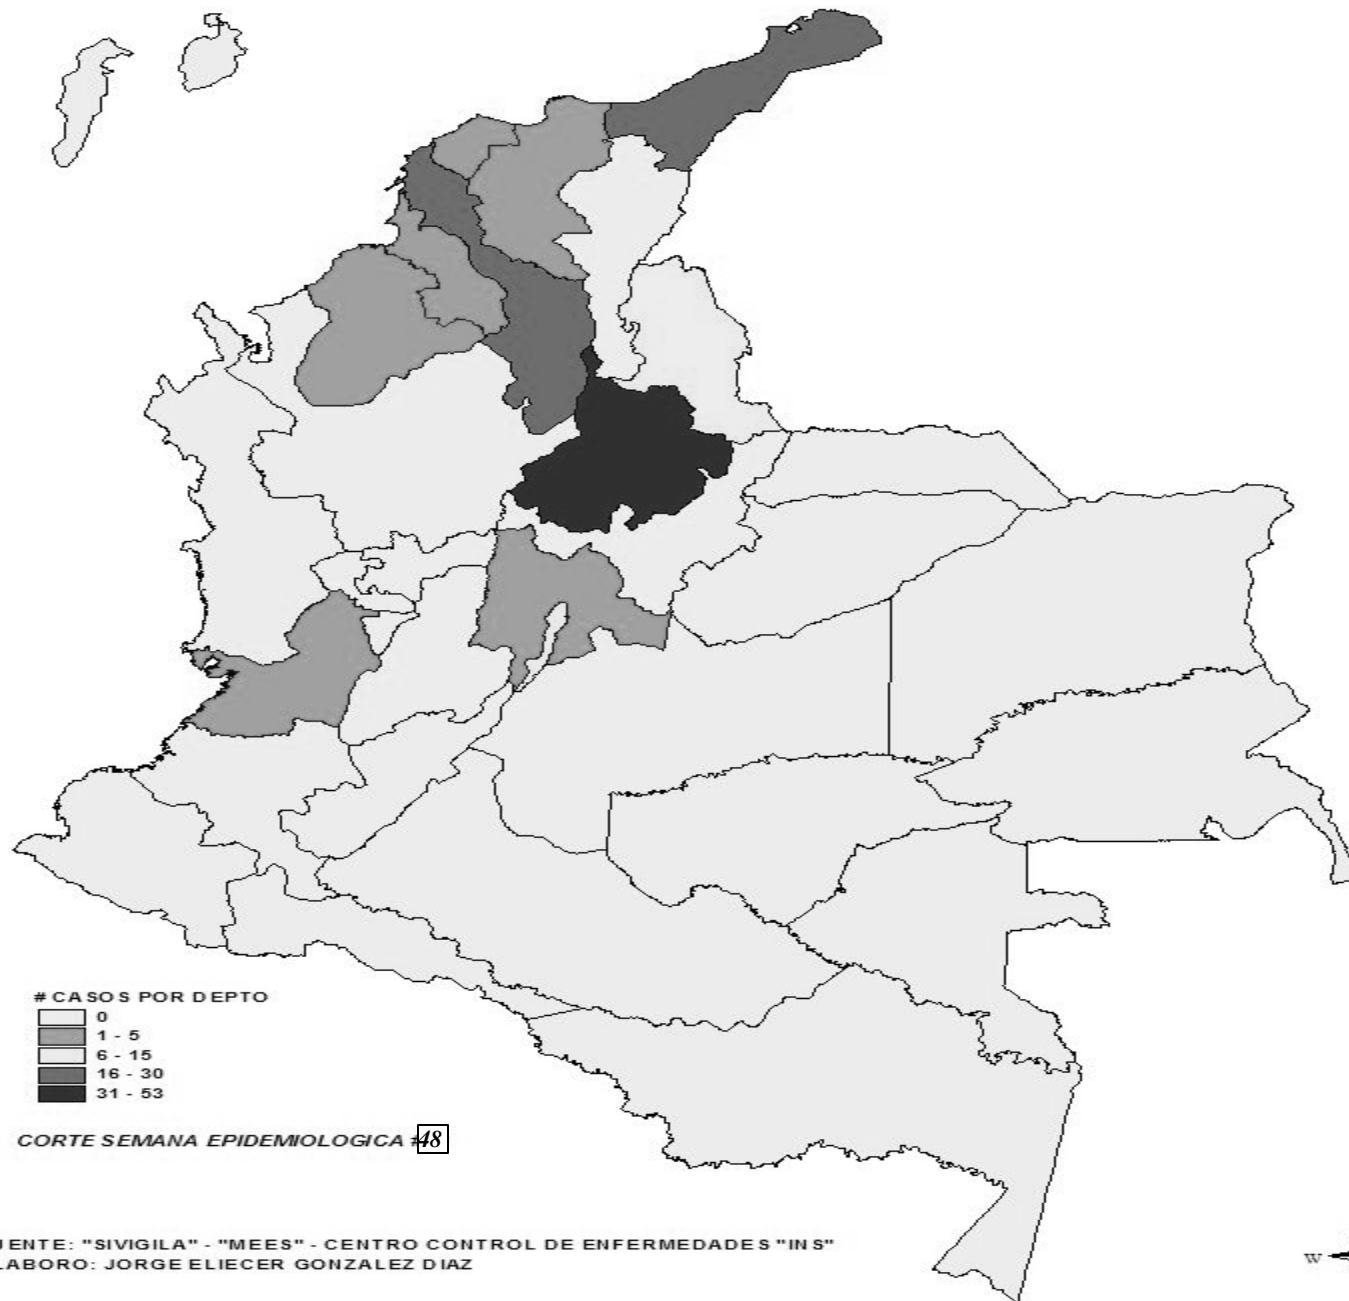 # CASOS POR DEPTO
0
1 - 5
6 - 15
16 - 30
31 - 53
CORTE SEMANA EPIDEMIOLOGICA #48
UENTE: "SIVIGILA" - "MEES" - CENTRO CONTROL DE ENFERMEDADES "INS"
LABORO: JORGE ELIECER GONZALEZ DIAZ
W